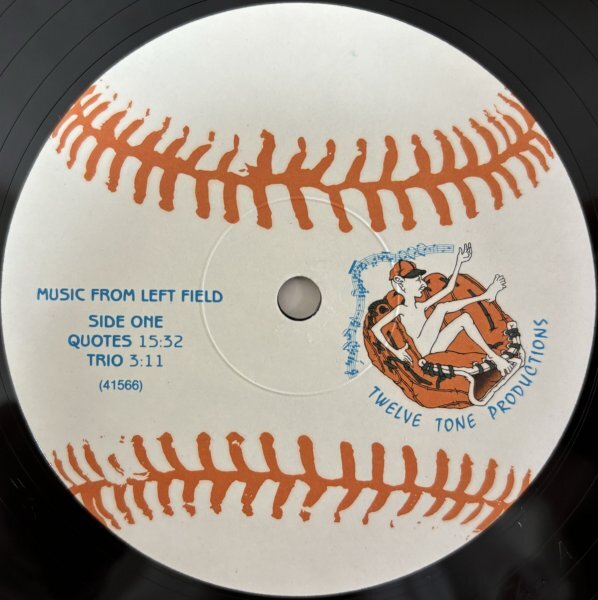 MUSIC FROM LEFT FIELD
SIDE ONE
QUOTES 15:32
TRIO 3:11
(41566)
TWELVE TONE PRODUCTIONS
A